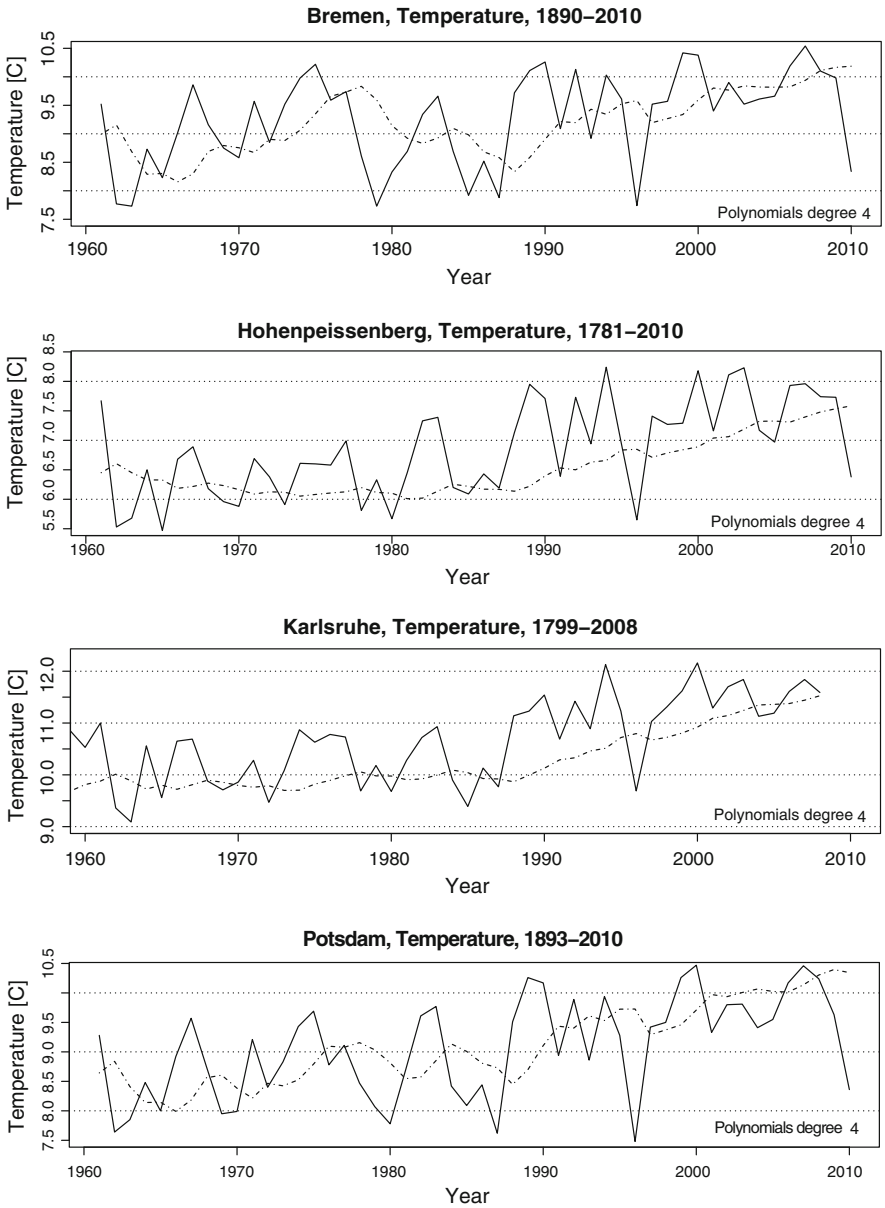 Bremen, Temperature, 1890–2010
Temperature [C]
10.5
9.5
8.5
7.5
Polynomials degree 4
1960 1970 1980 1990 2000 2010
Year
Hohenpeissenberg, Temperature, 1781–2010
Temperature [C]
8.5
8.0
7.5
7.0
6.5
6.0
5.5
Polynomials degree 4
1960 1970 1980 1990 2000 2010
Year
Karlsruhe, Temperature, 1799–2008
Temperature [C]
12.0
11.0
10.0
9.0
Polynomials degree 4
1960 1970 1980 1990 2000 2010
Year
Potsdam, Temperature, 1893–2010
Temperature [C]
10.5
9.5
9.0
8.5
8.0
7.5
Polynomials degree 4
1960 1970 1980 1990 2000 2010
Year